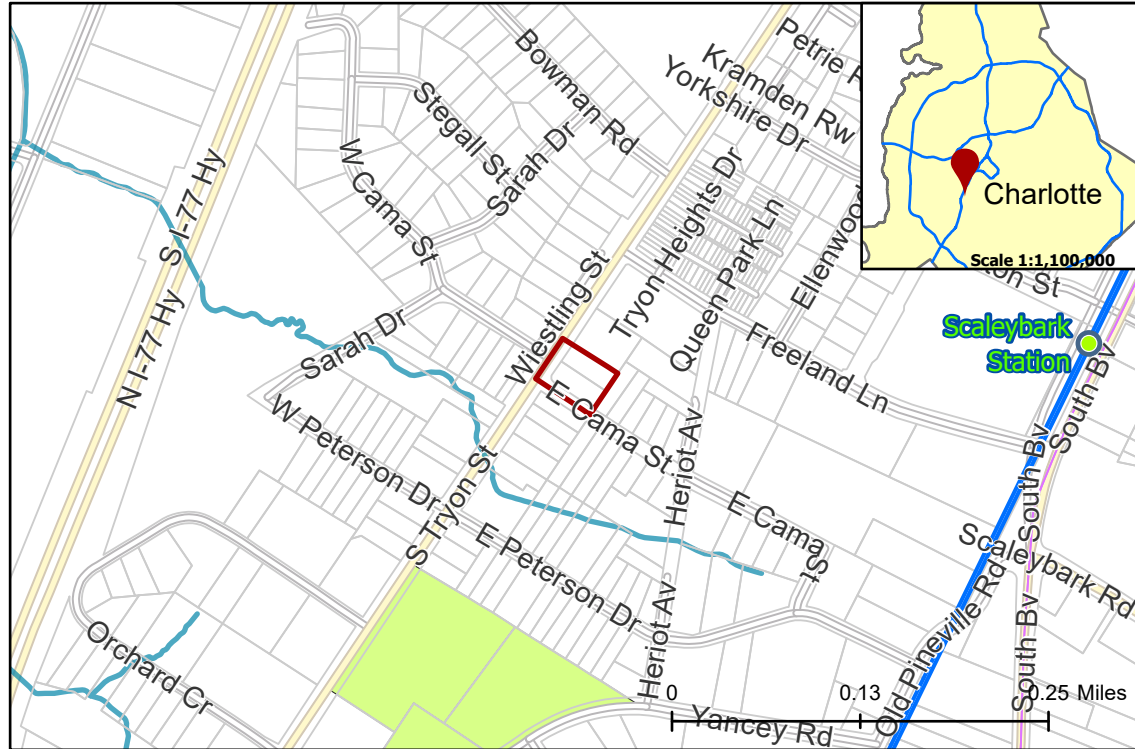 Petrie R
Kramden Rw
Yorkshire Dr
Bowman Rd
Stegall St
Sarah Dr
W Cama St
S I-77 Hy
N I-77 Hy
Tryon Heights Dr
Queen Park Ln
Ellenwood
Charlotte
Scale 1:1,100,000
ton St
Wiestling St
Sarah Dr
Scaleybark
Station
South Bv
Freeland Ln
E Cama St
W Peterson Dr
Heriot Av
South Bv
S Tryon St
E Cama St
E Peterson Dr
Scaleybark Rd
Heriot Av
Old Pineville Rd
South Bv
Orchard Cr
Yancey Rd
0 0.13 0.25 Miles